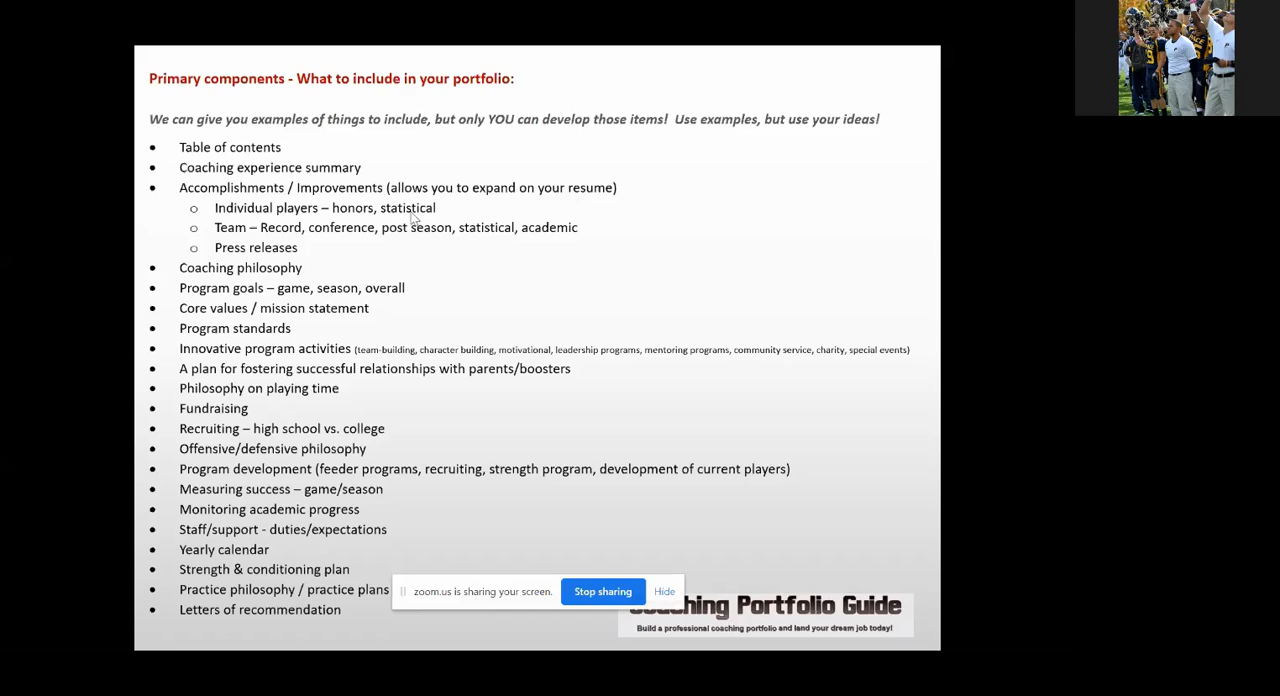 Primary components - What to include in your portfolio:
We can give you examples of things to include, but only YOU can develop those items! Use examples, but use your ideas!
• Table of contents
• Coaching experience summary
• Accomplishments / Improvements (allows you to expand on your resume)
o Individual players – honors, statistical
o Team – Record, conference, post season, statistical, academic
o Press releases
• Coaching philosophy
• Program goals – game, season, overall
• Core values / mission statement
• Program standards
• Innovative program activities (team-building, character building, motivational, leadership programs, mentoring programs, community service, charity, special events)
• A plan for fostering successful relationships with parents/boosters
• Philosophy on playing time
• Fundraising
• Recruiting – high school vs. college
• Offensive/defensive philosophy
• Program development (feeder programs, recruiting, strength program, development of current players)
• Measuring success – game/season
• Monitoring academic progress
• Staff/support - duties/expectations
• Yearly calendar
• Strength & conditioning plan
• Practice philosophy / practice plans
• Letters of recommendation
zoom.us is sharing your screen. Stop sharing Hide
Coaching Portfolio Guide
Build a professional coaching portfolio and land your dream job today!